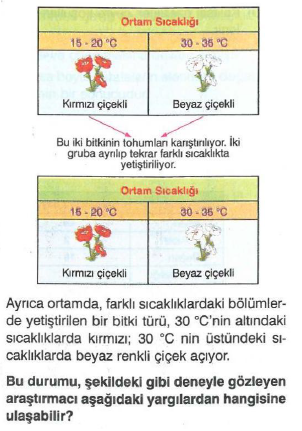 Ortam Sıcaklığı
15 - 20 °C
30 - 35 °C
Kırmızı çiçekli
Beyaz çiçekli
Bu iki bitkinin tohumları karıştırılıyor. İki
gruba ayrılıp tekrar farklı sıcaklıkta
yetiştiriliyor.
Ortam Sıcaklığı
15 - 20 °C
30 - 35 °C
Kırmızı çiçekli
Beyaz çiçekli
Ayrıca ortamda, farklı sıcaklıklardaki bölümler-
de yetiştirilen bir bitki türü, 30 °C'nin altındaki
sıcaklıklarda kırmızı; 30 °C nin üstündeki sı-
caklıklarda beyaz renkli çiçek açıyor.
Bu durumu, şekildeki gibi deneyle gözleyen
araştırmacı aşağıdaki yargılardan hangisine
ulaşabilir?